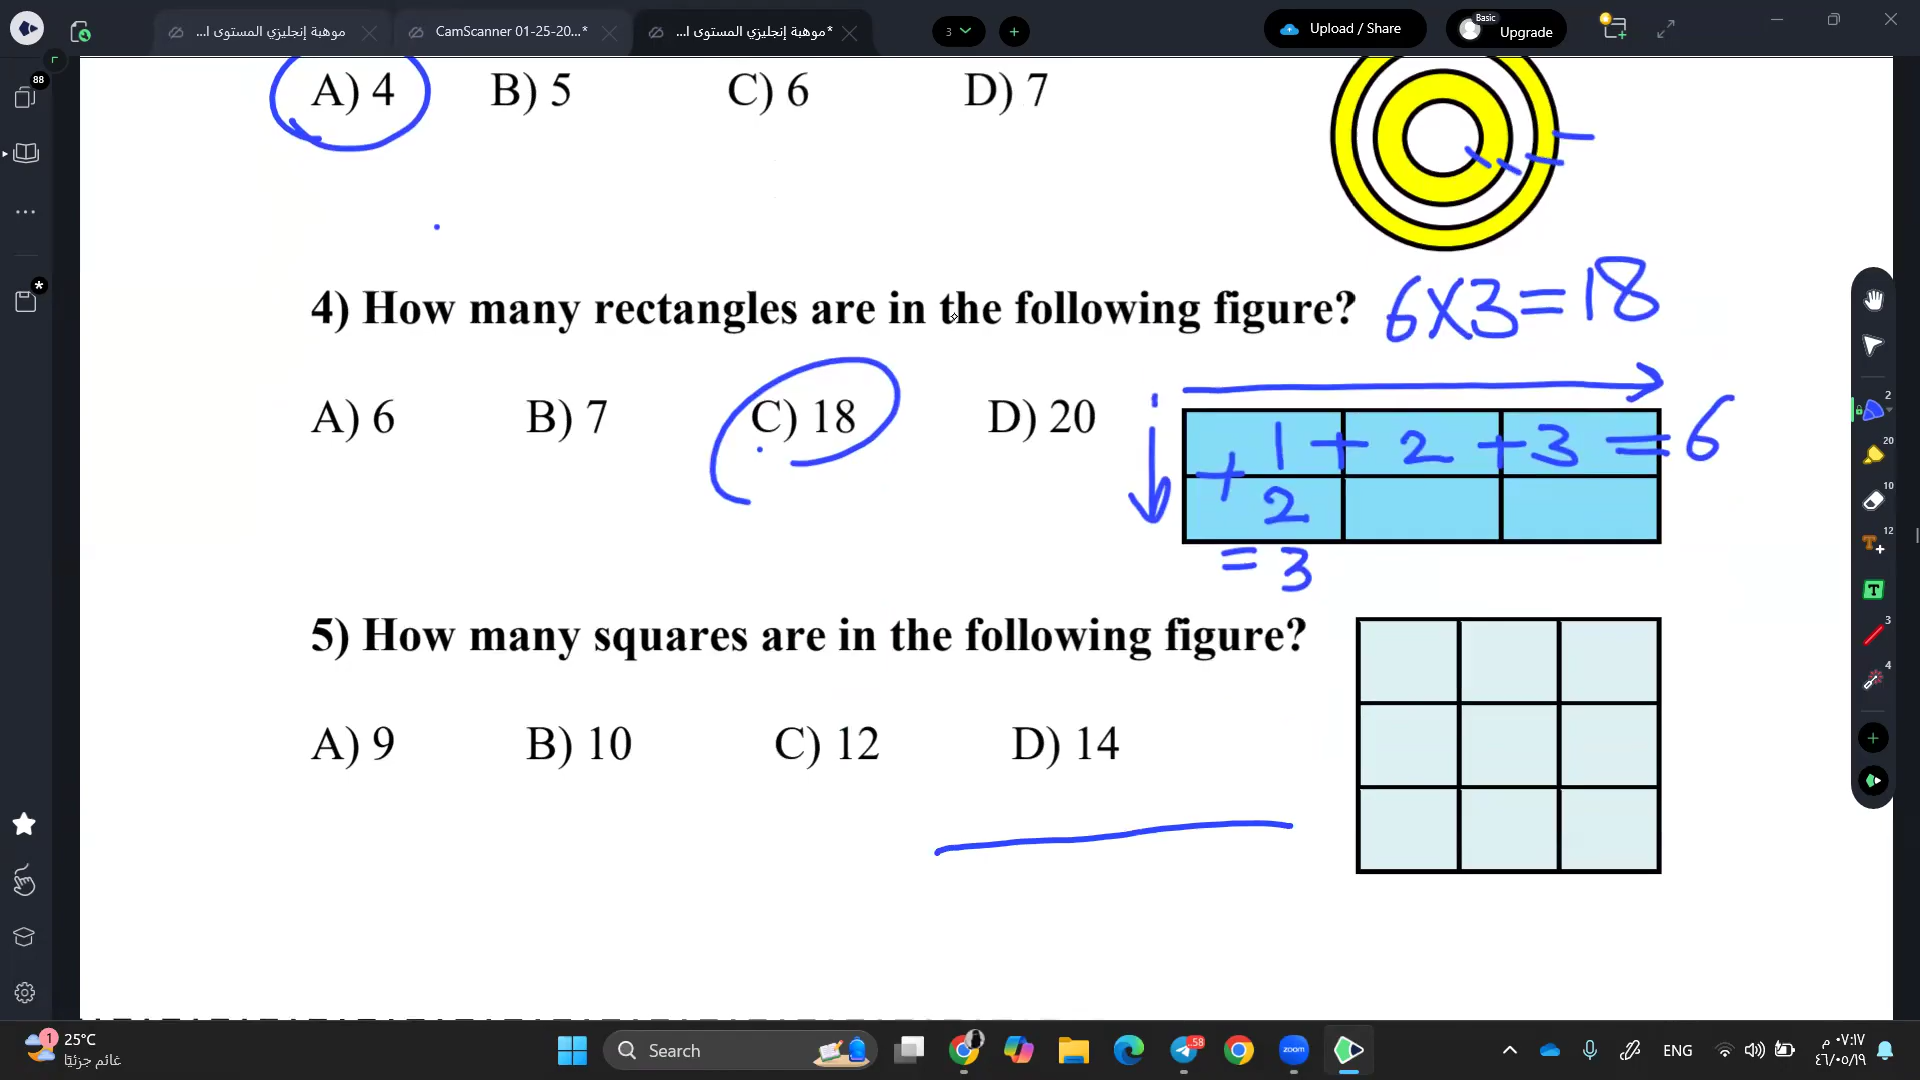 موهبة إنجليزي المستوى ا...
CamScanner 01-25-20...*
موهبة إنجليزي المستوى ا...*
3
Upload / Share
Basic
Upgrade
88
A) 4 B) 5 C) 6 D) 7
4) How many rectangles are in the following figure?
6X3=18
A) 6 B) 7 C) 18 D) 20
1 + 2 + 3 = 6
+ 2
= 3
5) How many squares are in the following figure?
A) 9 B) 10 C) 12 D) 14
2
20
10
12
T
T
3
4
1
25°C
غائم جزئيًا
Search
58
zoom
ENG
٠٧:١٧ م
٤٦/٠٥/١٩